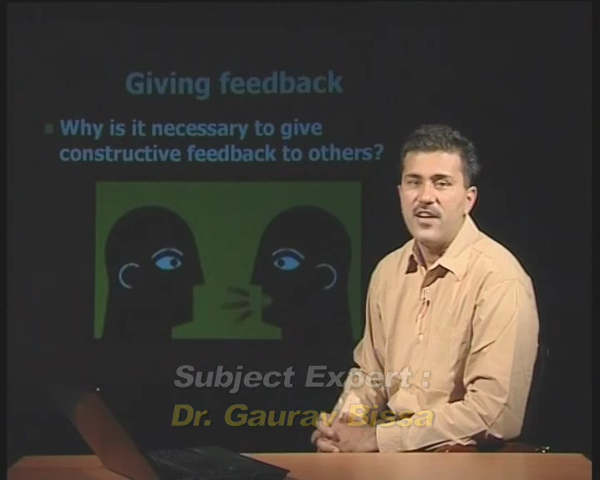 Giving feedback
Why is it necessary to give
constructive feedback to others?
Subject Expert :
Dr. Gaurav Bissa